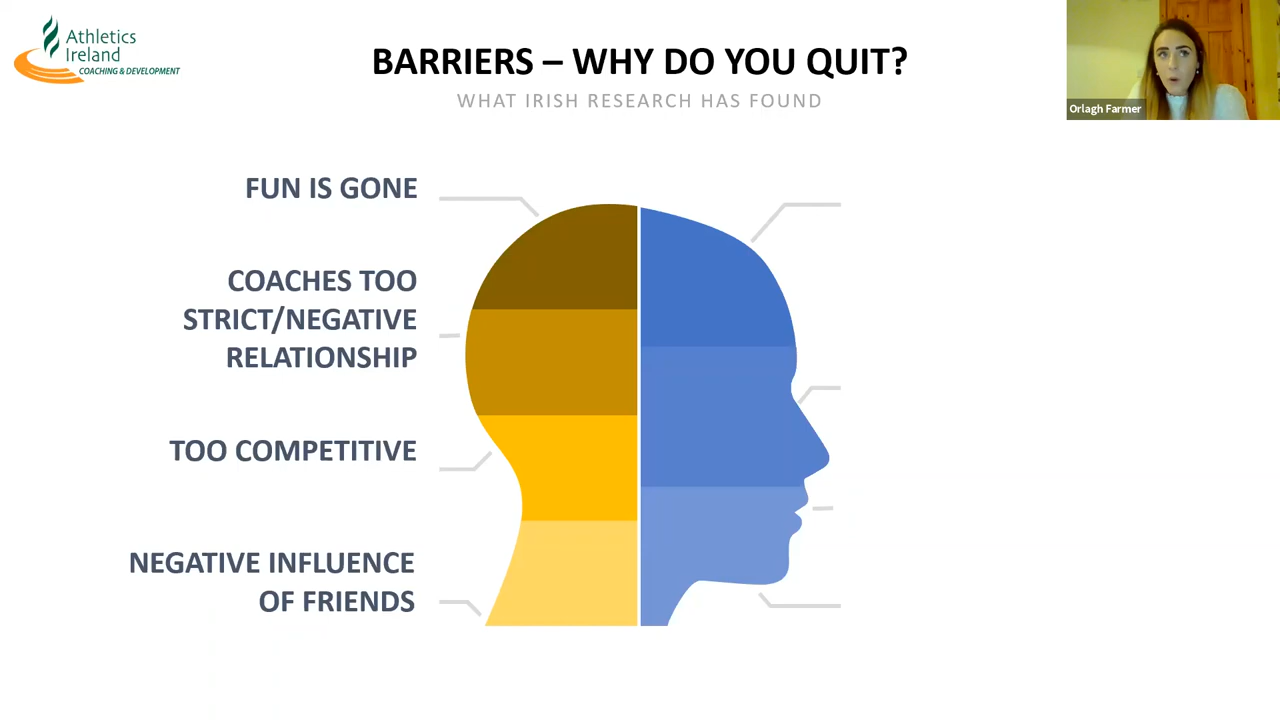 Athletics
Ireland
COACHING & DEVELOPMENT
BARRIERS – WHY DO YOU QUIT?
WHAT IRISH RESEARCH HAS FOUND
Orlagh Farmer
FUN IS GONE
COACHES TOO
STRICT/NEGATIVE
RELATIONSHIP
TOO COMPETITIVE
NEGATIVE INFLUENCE
OF FRIENDS